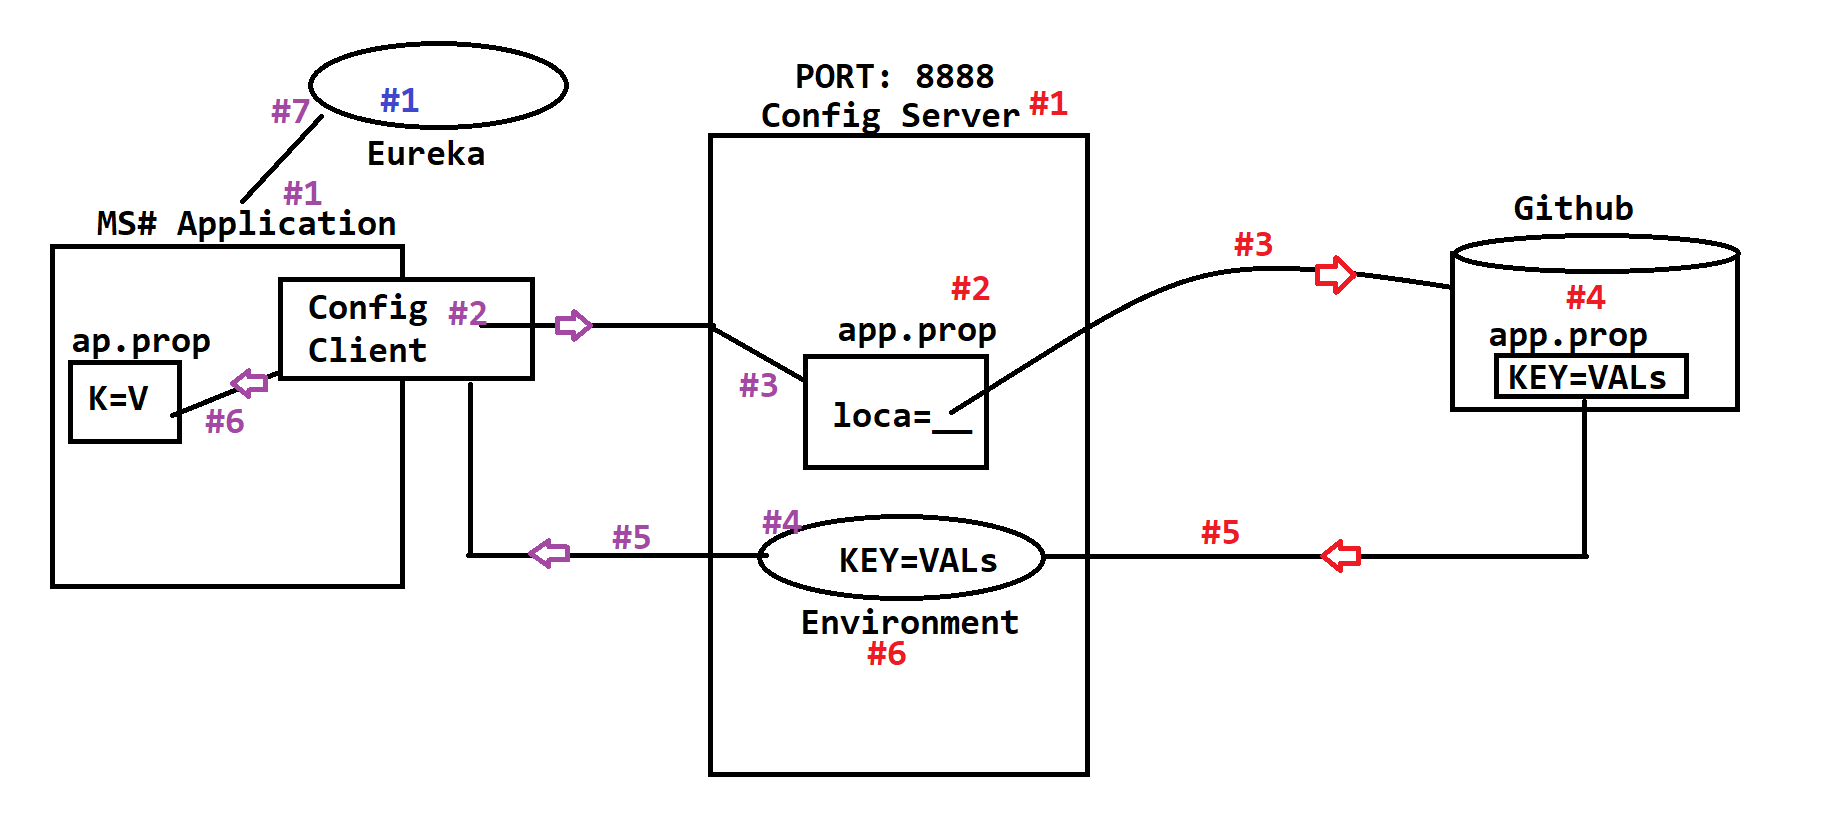 #7
#1
Eureka
#1
MS# Application
Config #2
Client
ap.prop
K=V
#6
PORT: 8888
Config Server #1
#2
app.prop
#3
loca=__
#4
KEY=VALs
Environment
#6
#5
#3
Github
#4
app.prop
KEY=VALs
#5